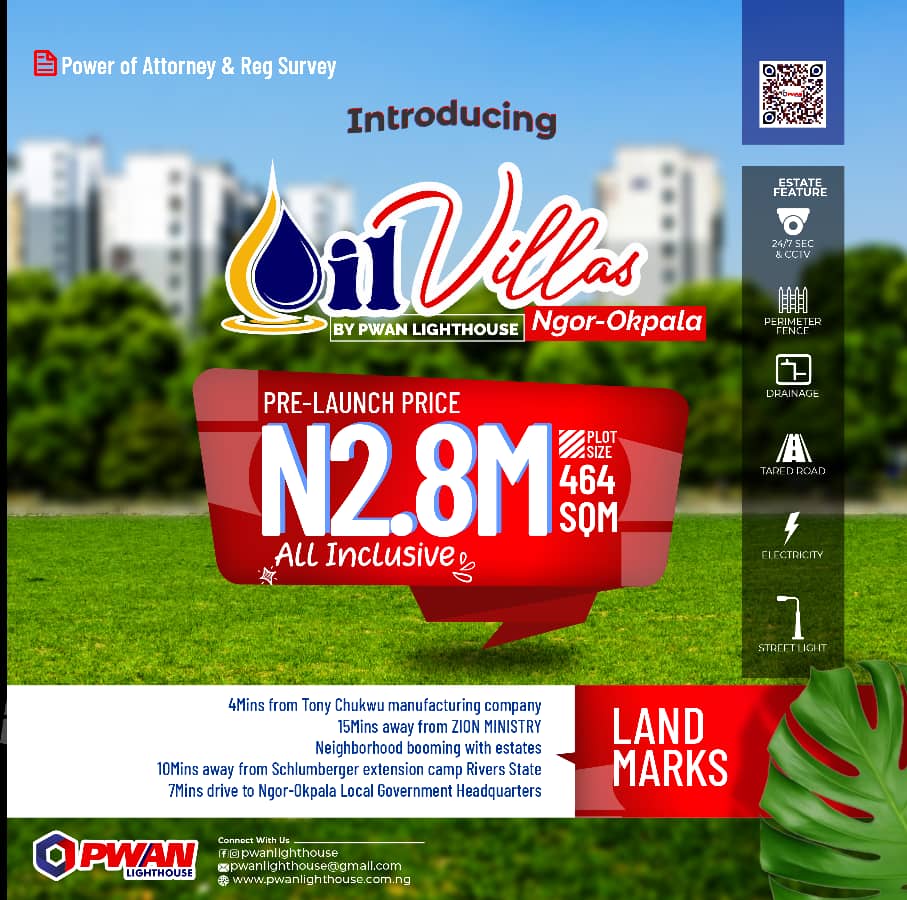 Power of Attorney & Reg Survey
Introducing
Oil Villas
BY PWAN LIGHTHOUSE
Ngor-Okpala
PRE-LAUNCH PRICE
N2.8M
PLOT
SIZE
464
SQM
All Inclusive
ESTATE
FEATURE
24/7 SEC
& CCTV
PERIMETER
FENCE
DRAINAGE
TARED ROAD
ELECTRICITY
STREET LIGHT
4Mins from Tony Chukwu manufacturing company
15Mins away from ZION MINISTRY
Neighborhood booming with estates
10Mins away from Schlumberger extension camp Rivers State
7Mins drive to Ngor-Okpala Local Government Headquarters
LAND
MARKS
PWAN
LIGHTHOUSE
Connect With Us
pwanlighthouse
pwanlighthouse@gmail.com
www.pwanlighthouse.com.ng